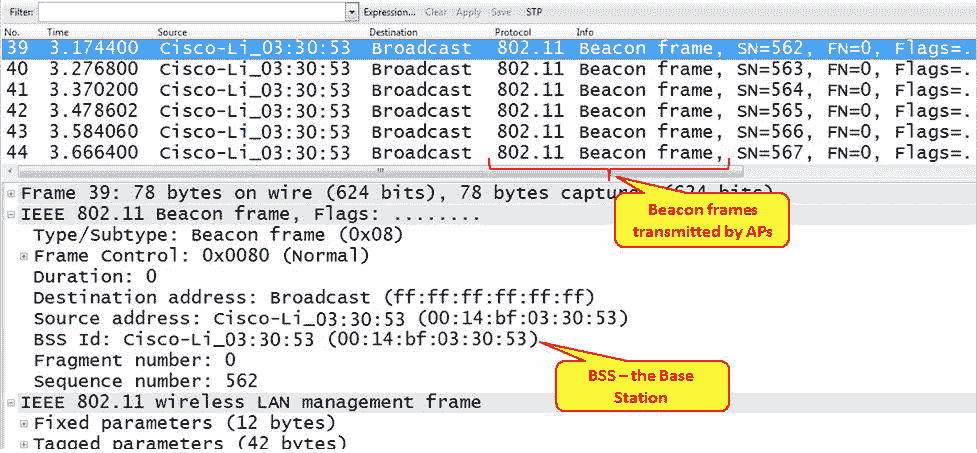 Filter: Expression... Clear Apply Save STP
No. Time Source Destination Protocol Info
39 3.174400 Cisco-Li_03:30:53 Broadcast 802.11 Beacon frame, SN=562, FN=0, Flags=.
40 3.276800 Cisco-Li_03:30:53 Broadcast 802.11 Beacon frame, SN=563, FN=0, Flags=.
41 3.370200 Cisco-Li_03:30:53 Broadcast 802.11 Beacon frame, SN=564, FN=0, Flags=.
42 3.478602 Cisco-Li_03:30:53 Broadcast 802.11 Beacon frame, SN=565, FN=0, Flags=.
43 3.584060 Cisco-Li_03:30:53 Broadcast 802.11 Beacon frame, SN=566, FN=0, Flags=.
44 3.666400 Cisco-Li_03:30:53 Broadcast 802.11 Beacon frame, SN=567, FN=0, Flags=.
Frame 39: 78 bytes on wire (624 bits), 78 bytes (624 bits)
Beacon frames
transmitted by APs
IEEE 802.11 Beacon frame, Flags: ........
Type/Subtype: Beacon frame (0x08)
Frame Control: 0x0080 (Normal)
Duration: 0
Destination address: Broadcast (ff:ff:ff:ff:ff:ff)
Source address: Cisco-Li_03:30:53 (00:14:bf:03:30:53)
BSS Id: Cisco-Li_03:30:53 (00:14:bf:03:30:53)
BSS – the Base
Station
Fragment number: 0
Sequence number: 562
IEEE 802.11 wireless LAN management frame
Fixed parameters (12 bytes)
Tagged parameters (42 bytes)